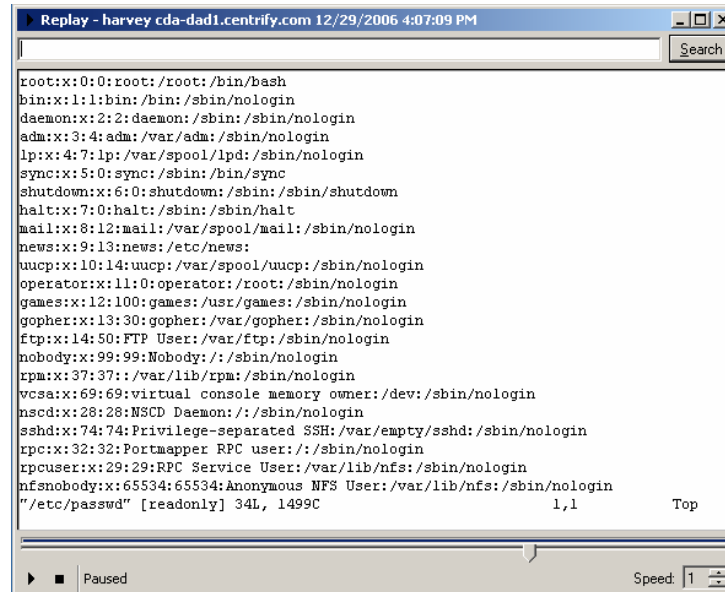 Replay - harvey cda-dad1.centrify.com 12/29/2006 4:07:09 PM
Search
root:x:0:0:root:/root:/bin/bash
bin:x:1:1:bin:/bin:/sbin/nologin
daemon:x:2:2:daemon:/sbin:/sbin/nologin
adm:x:3:4:adm:/var/adm:/sbin/nologin
lp:x:4:7:lp:/var/spool/lpd:/sbin/nologin
sync:x:5:0:sync:/sbin:/bin/sync
shutdown:x:6:0:shutdown:/sbin:/sbin/shutdown
halt:x:7:0:halt:/sbin:/sbin/halt
mail:x:8:12:mail:/var/spool/mail:/sbin/nologin
news:x:9:13:news:/etc/news:
uucp:x:10:14:uucp:/var/spool/uucp:/sbin/nologin
operator:x:11:0:operator:/root:/sbin/nologin
games:x:12:100:games:/usr/games:/sbin/nologin
gopher:x:13:30:gopher:/var/gopher:/sbin/nologin
ftp:x:14:50:FTP User:/var/ftp:/sbin/nologin
nobody:x:99:99:Nobody:/:/sbin/nologin
rpm:x:37:37::/var/lib/rpm:/sbin/nologin
vcsa:x:69:69:virtual console memory owner:/dev:/sbin/nologin
nscd:x:28:28:NSCD Daemon:/:/sbin/nologin
sshd:x:74:74:Privilege-separated SSH:/var/empty/sshd:/sbin/nologin
rpc:x:32:32:Portmapper RPC user:/:/sbin/nologin
rpcuser:x:29:29:RPC Service User:/var/lib/nfs:/sbin/nologin
nfsnobody:x:65534:65534:Anonymous NFS User:/var/lib/nfs:/sbin/nologin
"/etc/passwd" [readonly] 34L, 1499C 1,1 Top
Paused Speed: 1